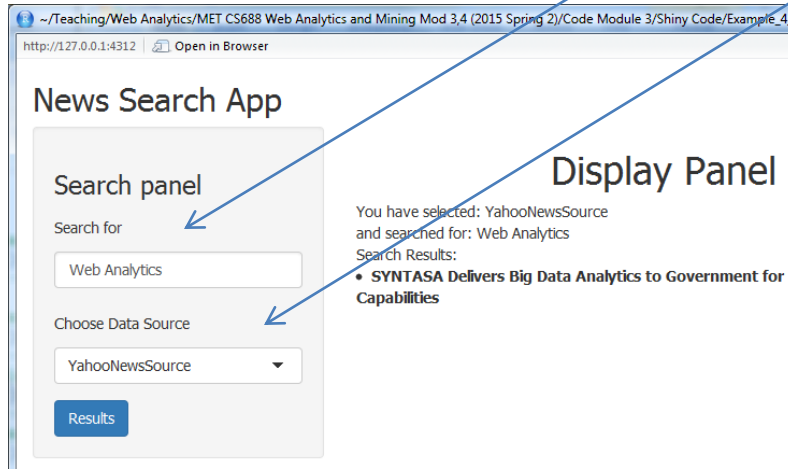 ~/Teaching/Web Analytics/MET CS688 Web Analytics and Mining Mod 3,4 (2015 Spring 2)/Code Module 3/Shiny Code/Example_4
http://127.0.0.1:4312 Open in Browser
News Search App
Search panel
Search for
Web Analytics
Choose Data Source
YahooNewsSource
Results
Display Panel
You have selected: YahooNewsSource
and searched for: Web Analytics
Search Results:
• SYNTASA Delivers Big Data Analytics to Government for
Capabilities